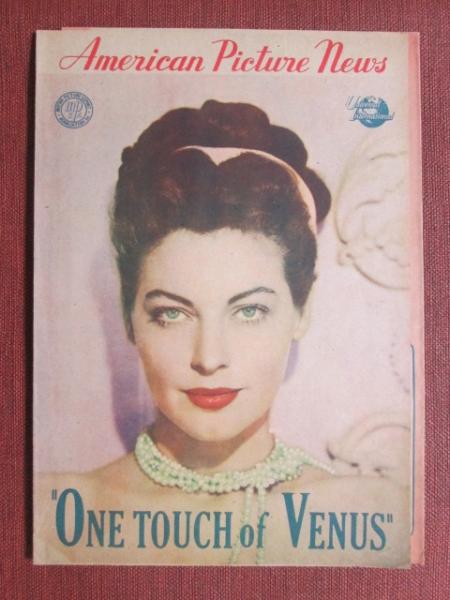 American Picture News
Universal
International
"ONE TOUCH of VENUS"